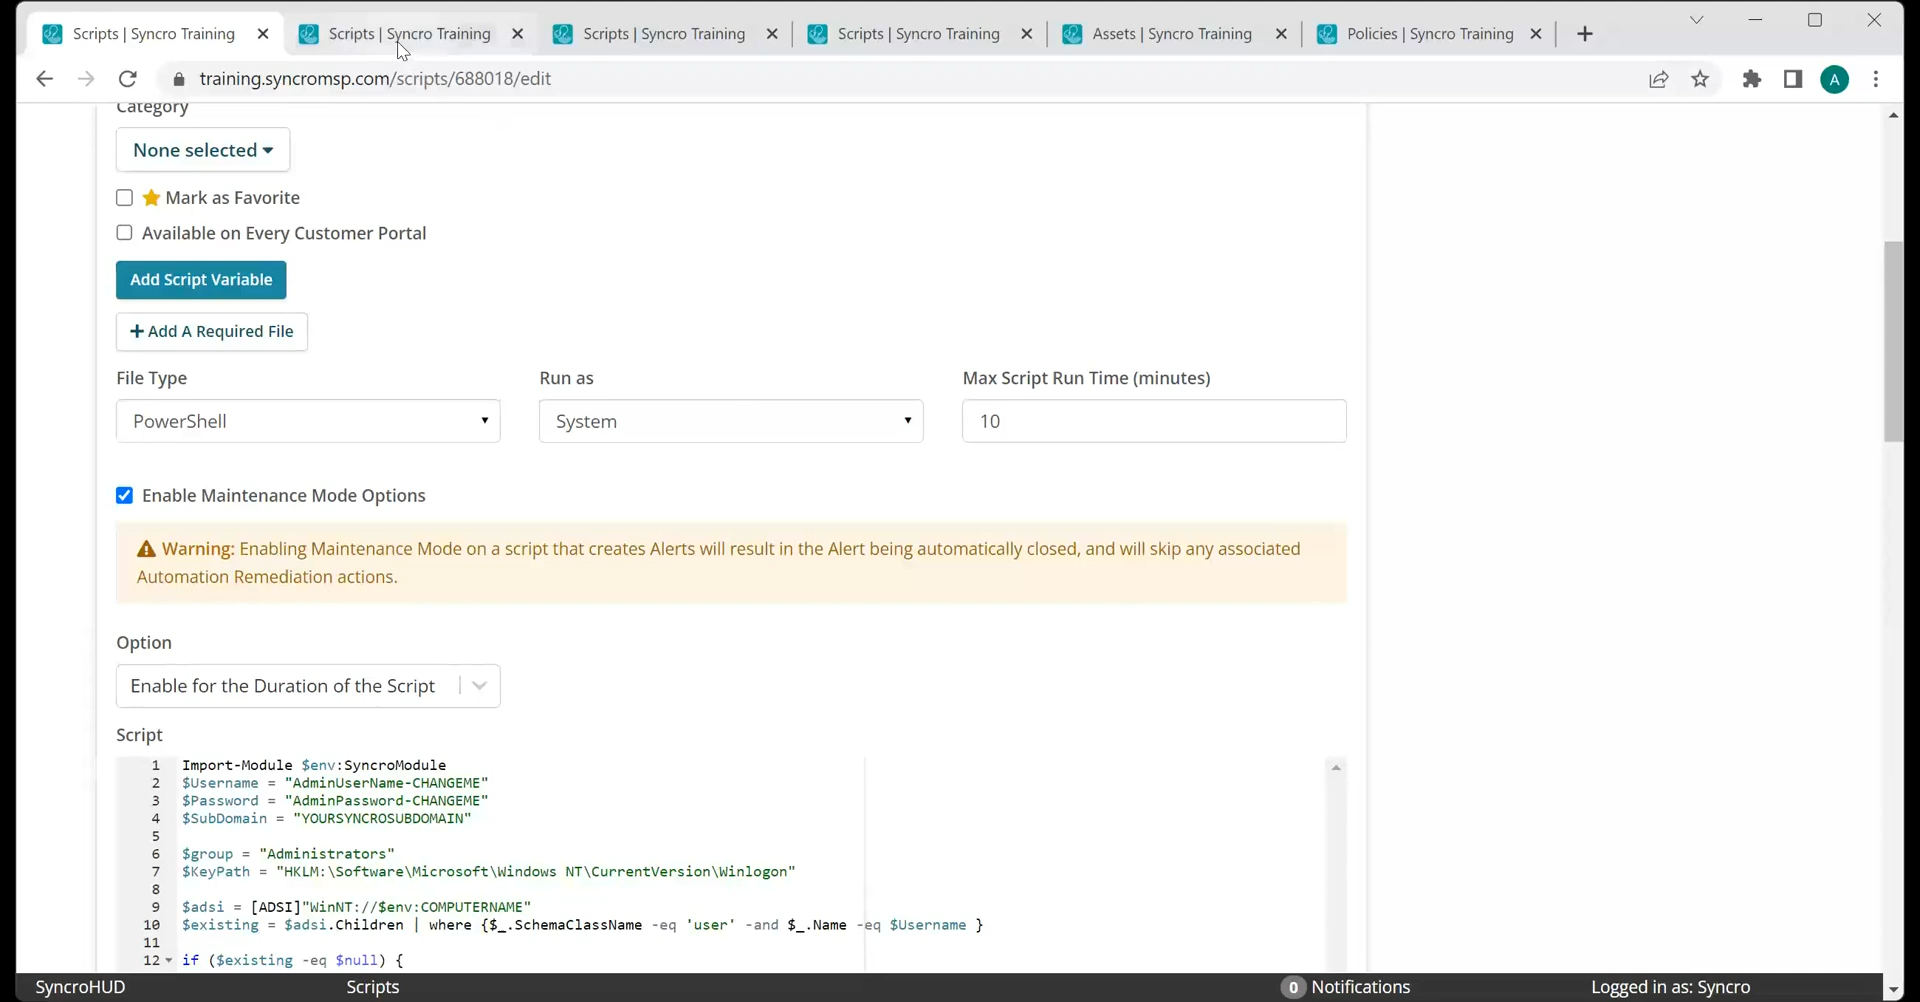 Scripts | Syncro Training
Scripts | Syncro Training
Scripts | Syncro Training
Scripts | Syncro Training
Assets | Syncro Training
Policies | Syncro Training
training.syncromsp.com/scripts/688018/edit
A
Category
None selected
Mark as Favorite
Available on Every Customer Portal
Add Script Variable
+ Add A Required File
File Type
Run as
Max Script Run Time (minutes)
PowerShell
System
10
Enable Maintenance Mode Options
Warning: Enabling Maintenance Mode on a script that creates Alerts will result in the Alert being automatically closed, and will skip any associated
Automation Remediation actions.
Option
Enable for the Duration of the Script
Script
1 Import-Module $env:SyncroModule
2 $Username = "AdminUserName-CHANGEME"
3 $Password = "AdminPassword-CHANGEME"
4 $SubDomain = "YOURSYNCROSUBDOMAIN"
5
6 $group = "Administrators"
7 $KeyPath = "HKLM:\Software\Microsoft\Windows NT\CurrentVersion\Winlogon"
8
9 $adsi = [ADSI]"WinNT://$env:COMPUTERNAME"
10 $existing = $adsi.Children | where {$_.SchemaClassName -eq 'user' -and $_.Name -eq $Username }
11
12 if ($existing -eq $null) {
SyncroHUD
Scripts
0 Notifications
Logged in as: Syncro